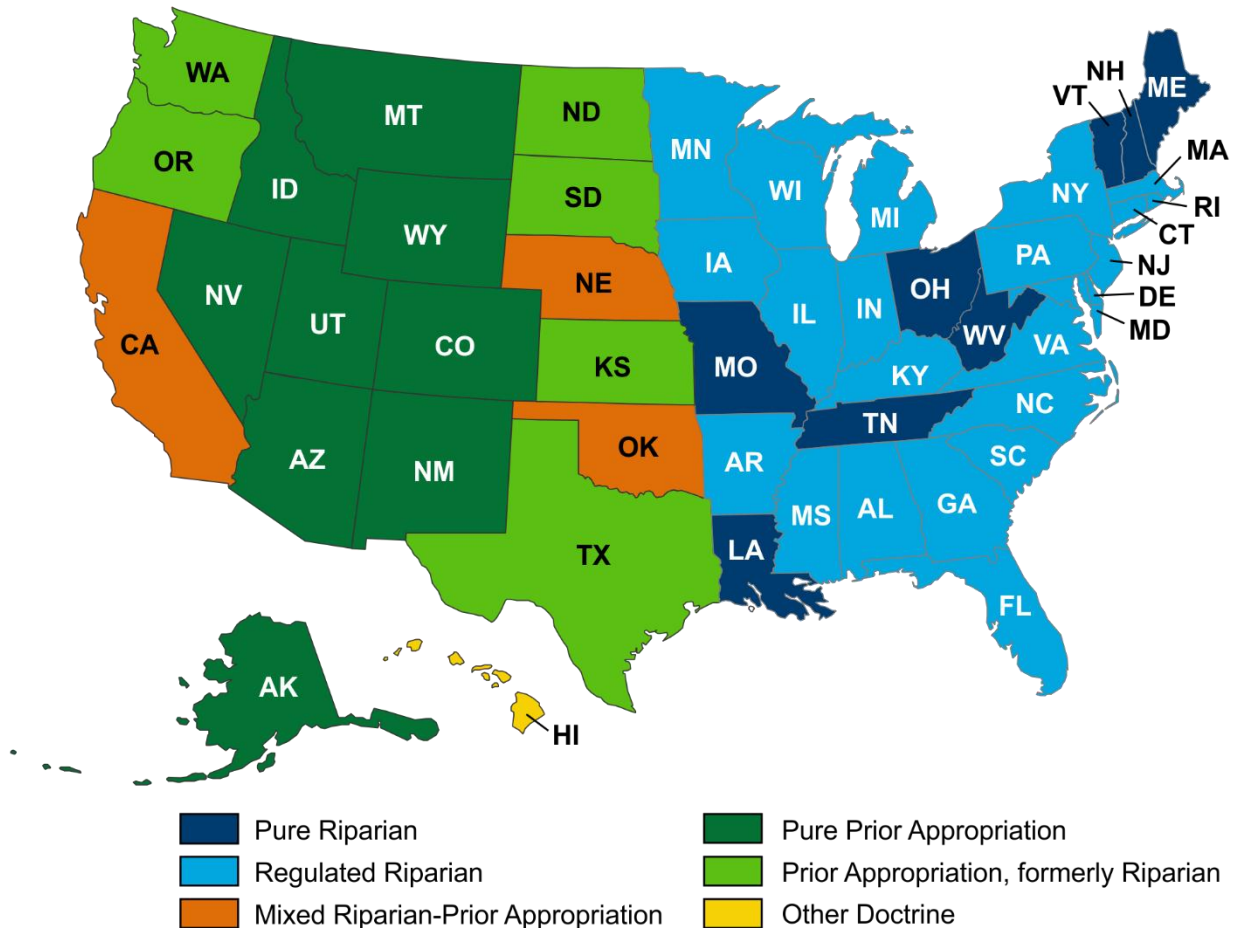 WA
MT
ND
MN
OR
ID
SD
WI
MI
NY
VT
NH
ME
MA
RI
CT
WY
NE
IA
PA
NJ
DE
MD
NV
UT
CO
KS
IL
IN
OH
WV
VA
CA
MO
KY
NC
TN
AZ
NM
OK
AR
SC
TX
LA
MS
AL
GA
FL
AK
HI
Pure Riparian
Regulated Riparian
Mixed Riparian-Prior Appropriation
Pure Prior Appropriation
Prior Appropriation, formerly Riparian
Other Doctrine